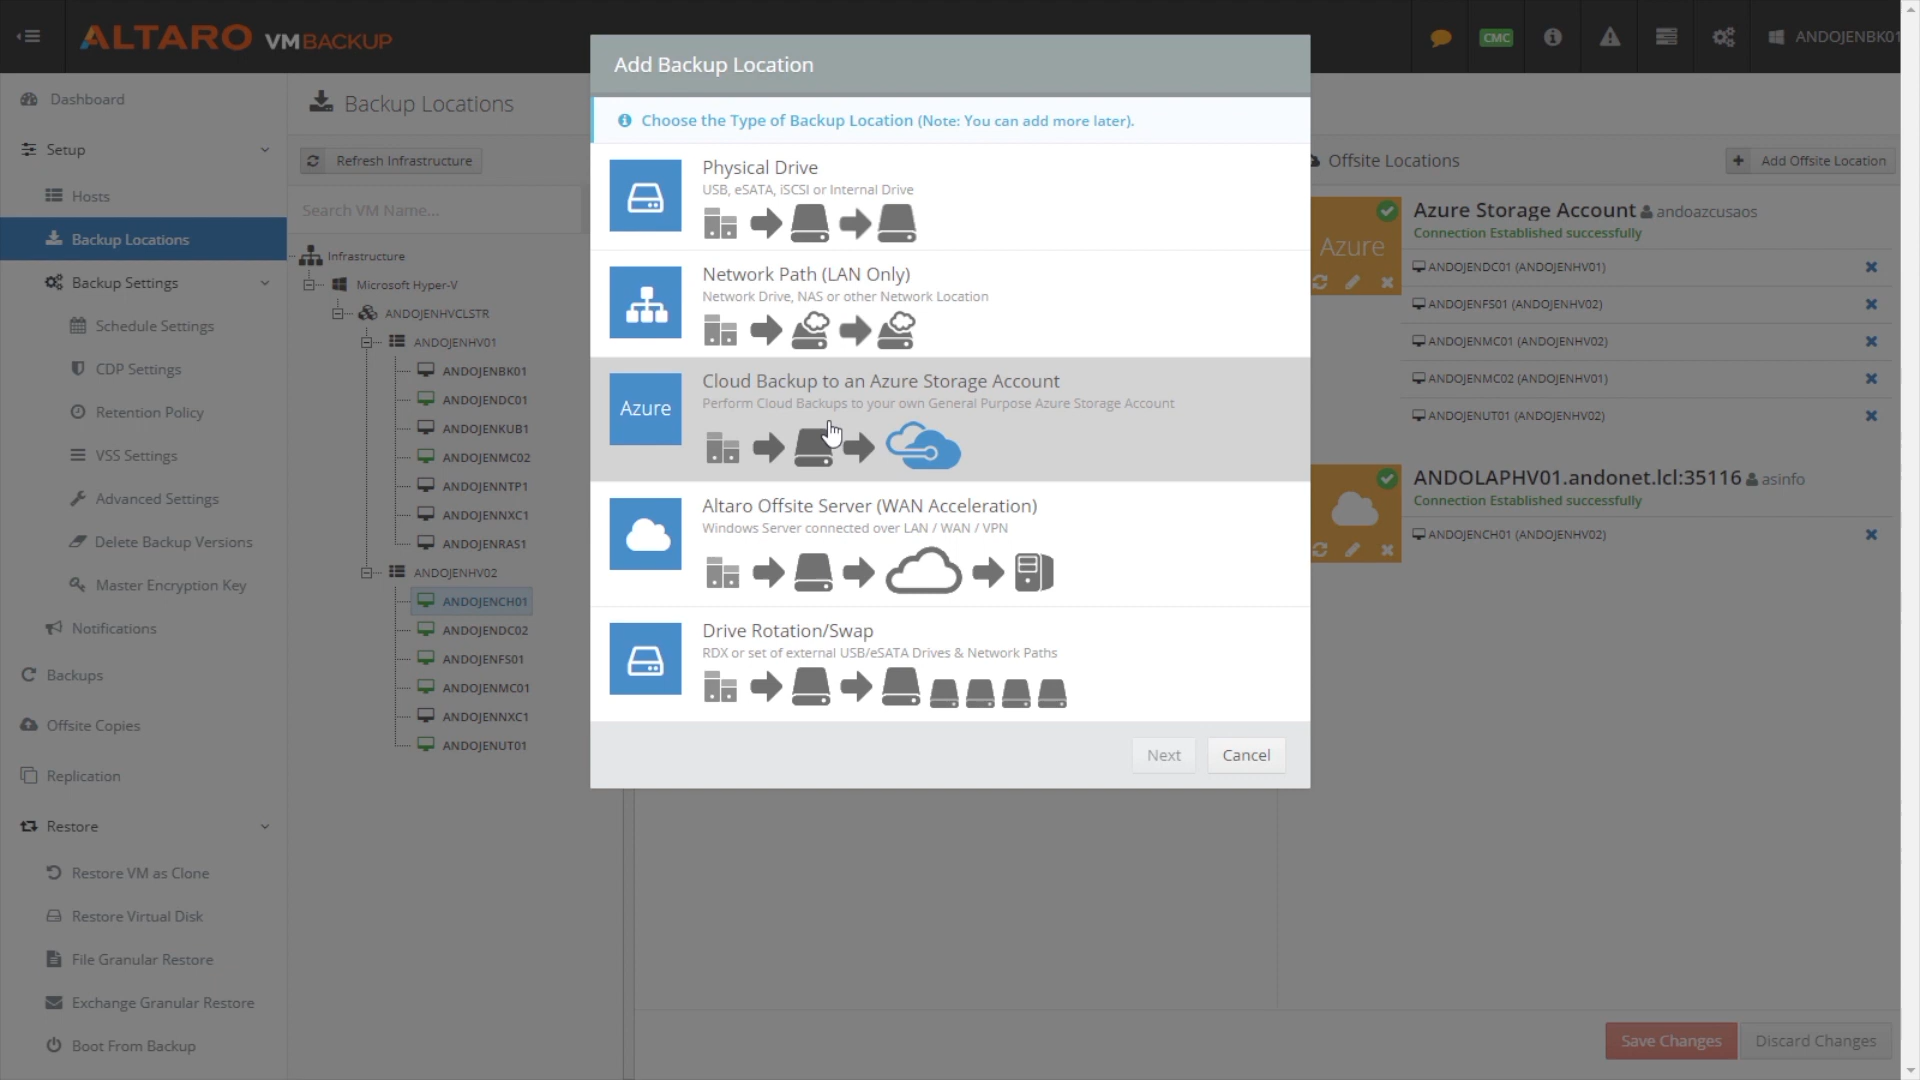 ALTARO VMBACKUP
CMC
ANDOJENBK01
Dashboard
Setup
Hosts
Backup Locations
Backup Settings
Schedule Settings
CDP Settings
Retention Policy
VSS Settings
Advanced Settings
Delete Backup Versions
Master Encryption Key
Notifications
Backups
Offsite Copies
Replication
Restore
Restore VM as Clone
Restore Virtual Disk
File Granular Restore
Exchange Granular Restore
Boot From Backup
Backup Locations
Refresh Infrastructure
Search VM Name...
Infrastructure
Microsoft Hyper-V
ANDOJENHVCLSTR
ANDOJENHV01
ANDOJENBK01
ANDOJENDC01
ANDOJENKUB1
ANDOJENMC02
ANDOJENNTP1
ANDOJENNXC1
ANDOJENRAS1
ANDOJENHV02
ANDOJENCH01
ANDOJENDC02
ANDOJENFS01
ANDOJENMC01
ANDOJENNXC1
ANDOJENUT01
Add Backup Location
Choose the Type of Backup Location (Note: You can add more later).
Physical Drive
USB, eSATA, iSCSI or Internal Drive
Network Path (LAN Only)
Network Drive, NAS or other Network Location
Azure
Cloud Backup to an Azure Storage Account
Perform Cloud Backups to your own General Purpose Azure Storage Account
Altaro Offsite Server (WAN Acceleration)
Windows Server connected over LAN / WAN / VPN
Drive Rotation/Swap
RDX or set of external USB/eSATA Drives & Network Paths
Next
Cancel
Offsite Locations
Add Offsite Location
Azure
Azure Storage Account andoazcusaos
Connection Established successfully
ANDOJENDC01 (ANDOJENHV01)
ANDOJENFS01 (ANDOJENHV02)
ANDOJENMC01 (ANDOJENHV02)
ANDOJENMC02 (ANDOJENHV01)
ANDOJENUT01 (ANDOJENHV02)
ANDOLAPHV01.andonet.lcl:35116 asinfo
Connection Established successfully
ANDOJENCH01 (ANDOJENHV02)
Save Changes
Discard Changes